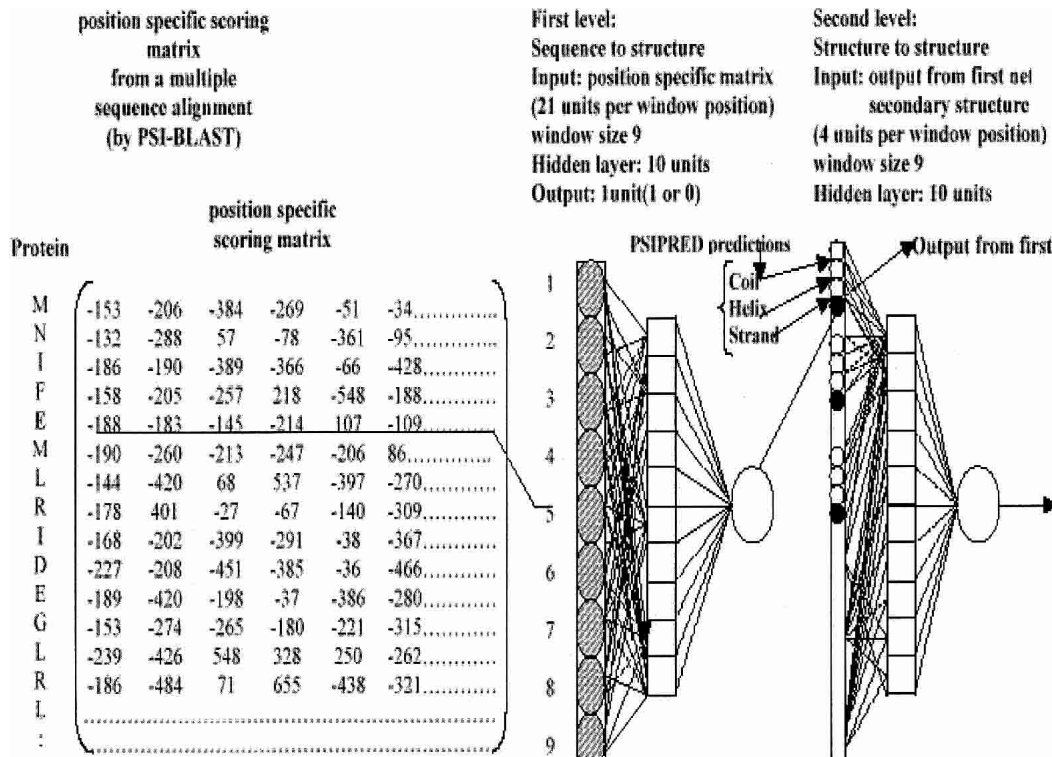 position specific scoring
matrix
from a multiple
sequence alignment
(by PSI-BLAST)
First level:
Sequence to structure
Input: position specific matrix
(21 units per window position)
window size 9
Hidden layer: 10 units
Output: 1unit(1 or 0)
Second level:
Structure to structure
Input: output from first net
secondary structure
(4 units per window position)
window size 9
Hidden layer: 10 units
position specific
scoring matrix
Protein
M -153 -206 -384 -269 -51 -34..............
N -132 -288 57 -78 -361 -95..............
I -186 -190 -389 -366 -66 -428............
F -158 -205 -257 218 -548 -188............
E -188 -183 -145 -214 107 -109............
M -190 -260 -213 -247 -206 86..............
L -144 -420 68 537 -397 -270............
R -178 401 -27 -67 -140 -309............
I -168 -202 -399 -291 -38 -367............
D -227 -208 -451 -385 -36 -466............
E -189 -420 -198 -37 -386 -280............
G -153 -274 -265 -180 -221 -315............
L -239 -426 548 328 250 -262............
R -186 -484 71 655 -438 -321............
L ................................................................
: ................................................................
1
2
3
4
5
6
7
8
9
PSIPRED predictions
Coil
Helix
Strand
Output from first